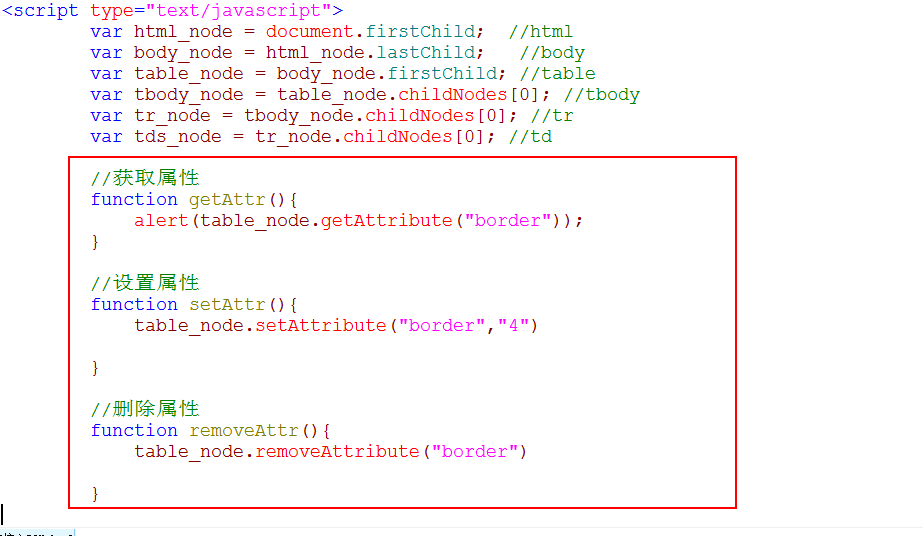 <script type="text/javascript">
var html_node = document.firstChild;  //html
var body_node = html_node.lastChild;   //body
var table_node = body_node.firstChild; //table
var tbody_node = table_node.childNodes[0]; //tbody
var tr_node = tbody_node.childNodes[0]; //tr
var tds_node = tr_node.childNodes[0]; //td
//获取属性
function getAttr(){
alert(table_node.getAttribute("border"));
}
//设置属性
function setAttr(){
table_node.setAttribute("border","4")
}
//删除属性
function removeAttr(){
table_node.removeAttribute("border")
}